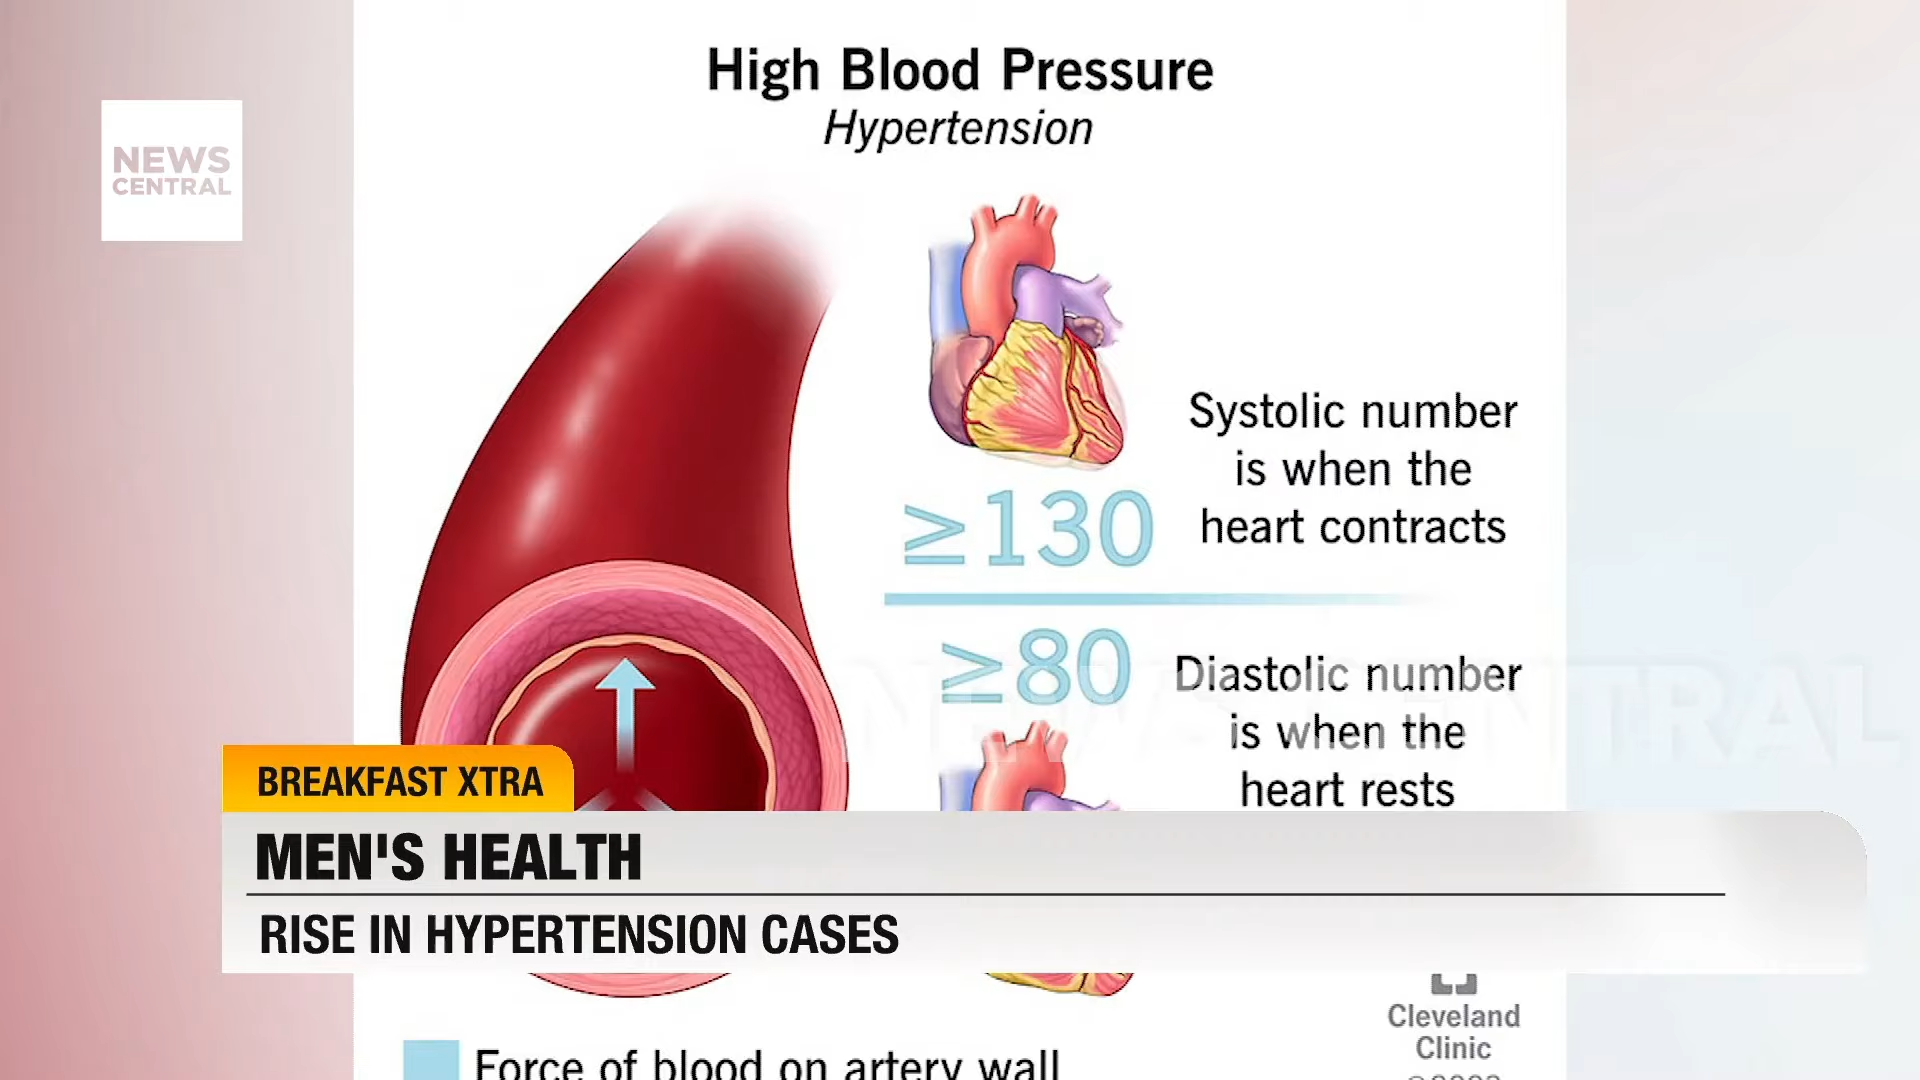 High Blood Pressure
Hypertension
NEWS
CENTRAL
Systolic number
is when the
heart contracts
≥130
≥80
Diastolic number
is when the
heart rests
NEWS CENTRAL
BREAKFAST XTRA
MEN'S HEALTH
RISE IN HYPERTENSION CASES
Cleveland
Clinic
Force of blood on artery wall